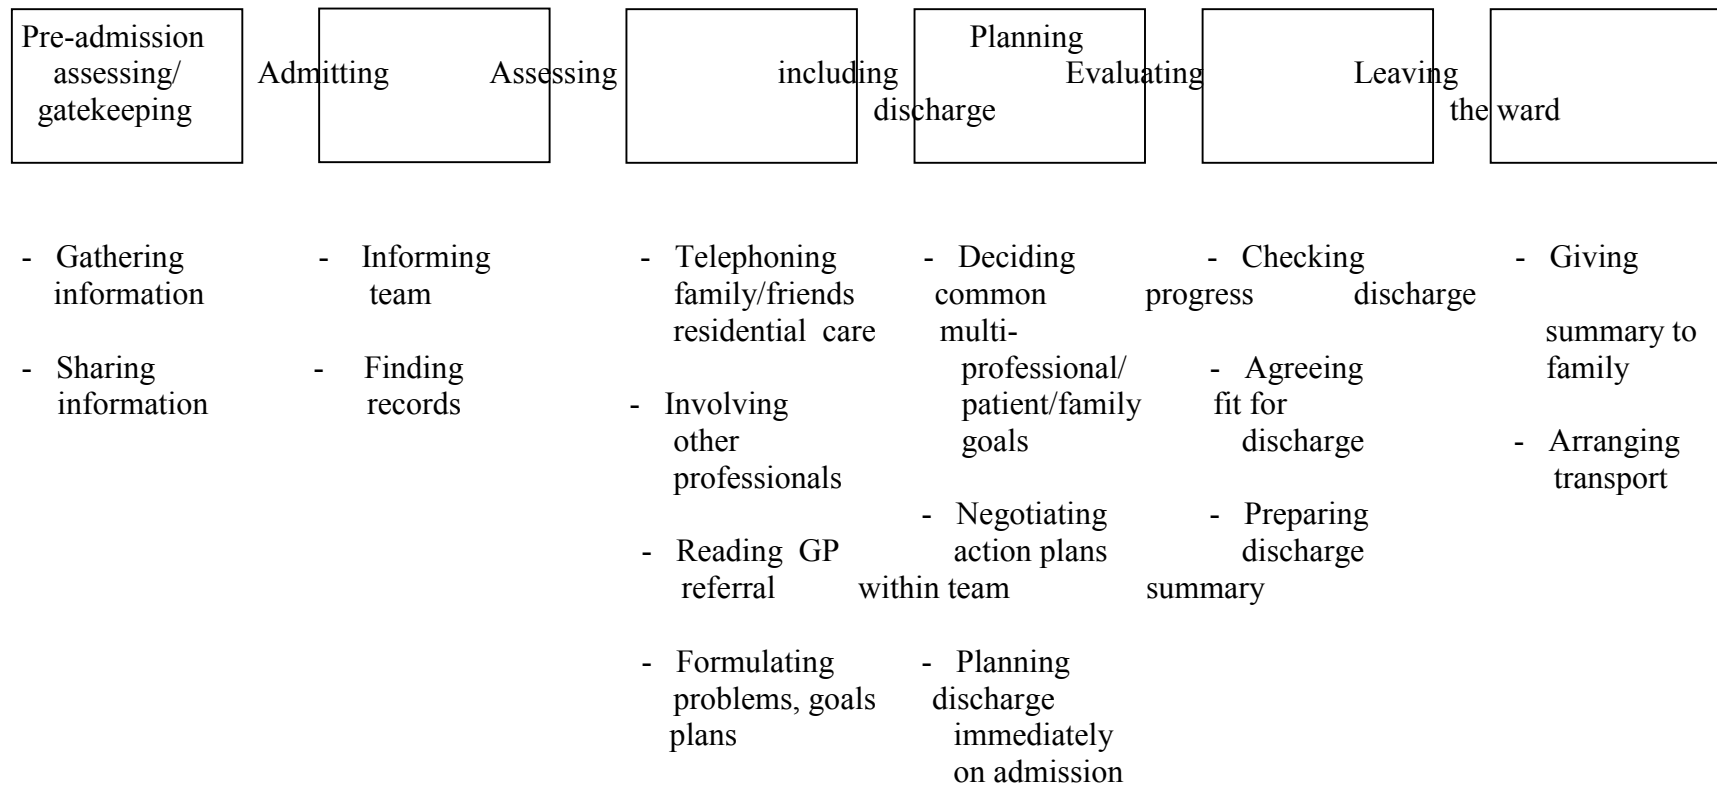 Pre-admission
assessing/
gatekeeping
Admitting
Assessing
Planning
including
discharge
Evaluating
Leaving
the ward
- Gathering
information
- Sharing
information
- Informing
team
- Finding
records
- Telephoning
family/friends
residential care
- Involving
other
professionals
- Reading GP
referral
- Formulating
problems, goals
plans
- Deciding
common
multi-
professional/
patient/family
goals
- Negotiating
action plans
within team
- Planning
discharge
immediately
on admission
- Checking
progress
- Agreeing
fit for
discharge
- Preparing
discharge
summary
- Giving
discharge
summary to
family
- Arranging
transport